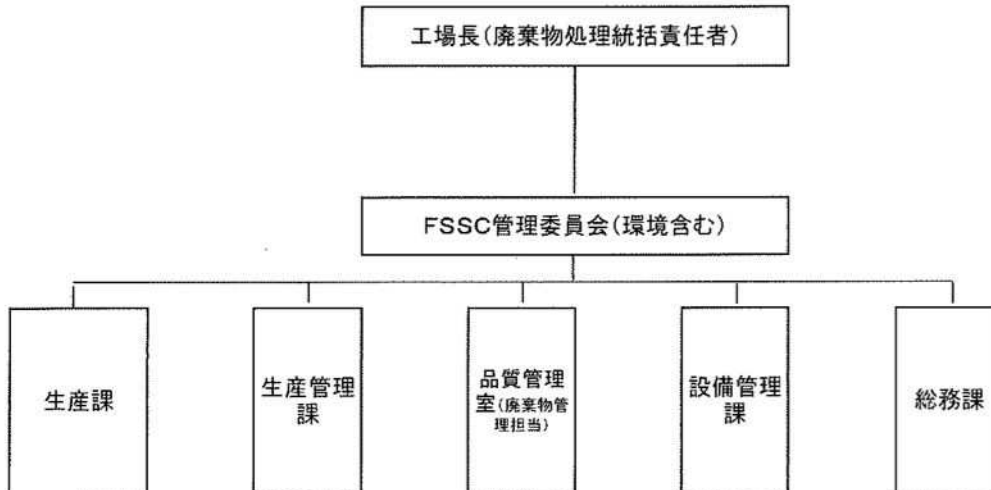 工場長(廃棄物処理統括責任者)
FSSC管理委員会(環境含む)
生産課
生産管理
課
品質管理
室(廃棄物管
理担当)
設備管理
課
総務課